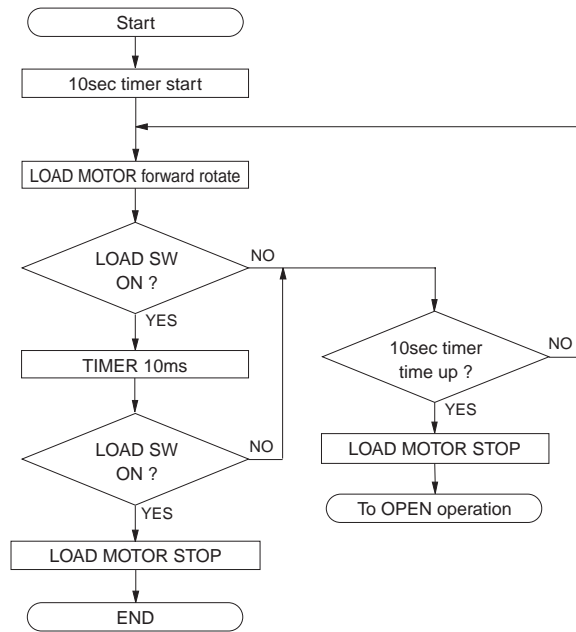 Start
10sec timer start
LOAD MOTOR forward rotate
LOAD SW
ON ?
NO
YES
TIMER 10ms
LOAD SW
ON ?
NO
YES
LOAD MOTOR STOP
END
10sec timer
time up ?
NO
YES
LOAD MOTOR STOP
To OPEN operation